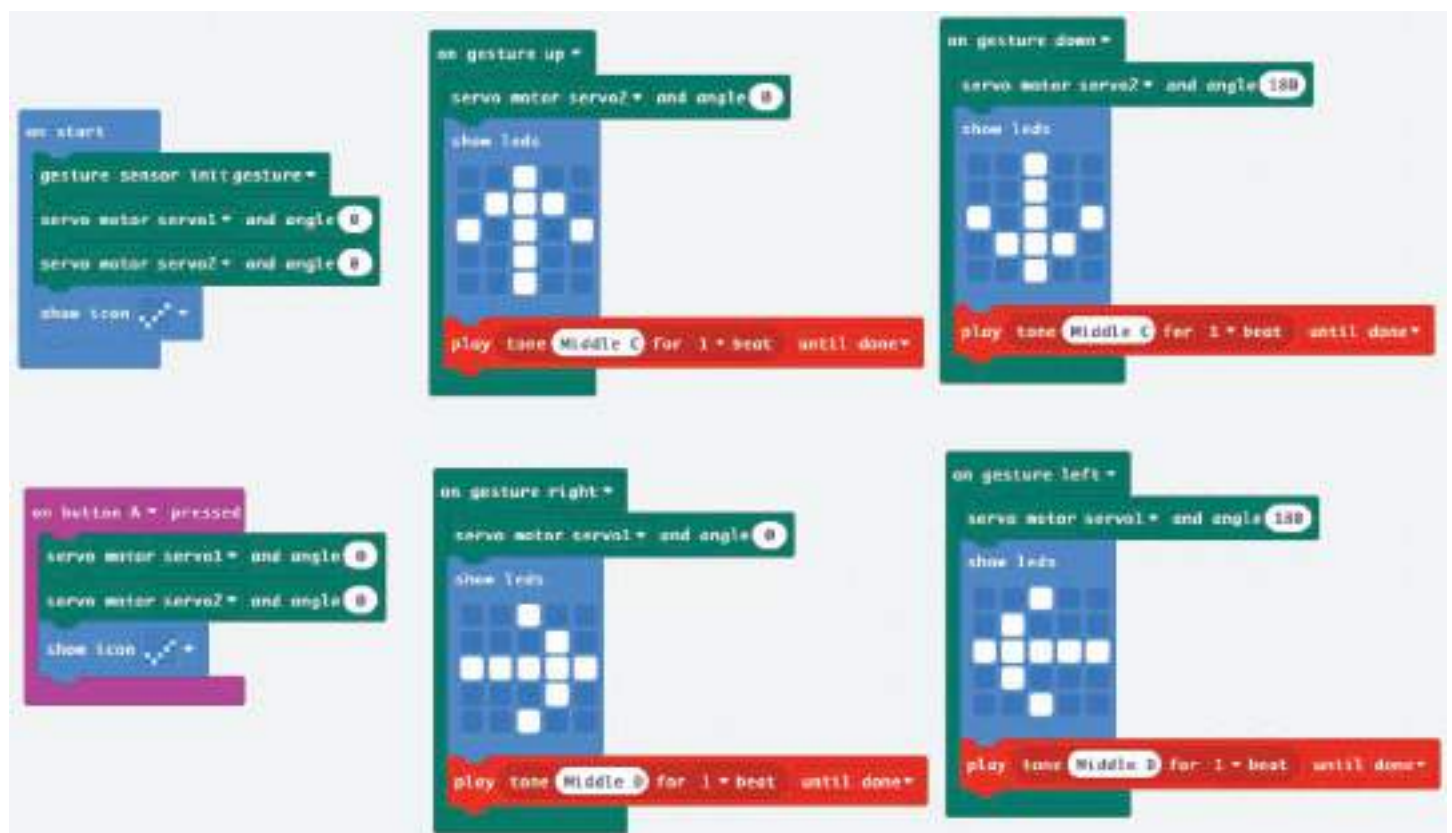 on start
gesture sensor init gesture
servo motor servo1 and angle 0
servo motor servo2 and angle 0
show icon
on gesture up
servo motor servo2 and angle 0
show leds
play tone Middle C for 1 beat until done
on gesture down
servo motor servo2 and angle 180
show leds
play tone Middle C for 1 beat until done
on button A pressed
servo motor servo1 and angle 0
servo motor servo2 and angle 0
show icon
on gesture right
servo motor servo1 and angle 0
show leds
play tone Middle D for 1 beat until done
on gesture left
servo motor servo1 and angle
show leds
play tone Middle D for 1 beat until done